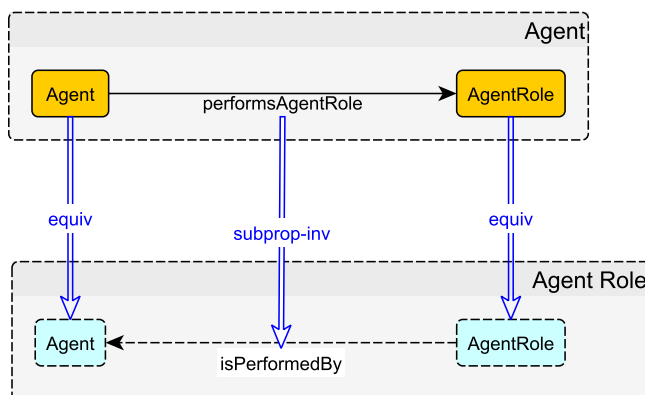 Agent
Agent
performsAgentRole
AgentRole
equiv
subprop-inv
equiv
Agent Role
Agent
isPerformedBy
AgentRole